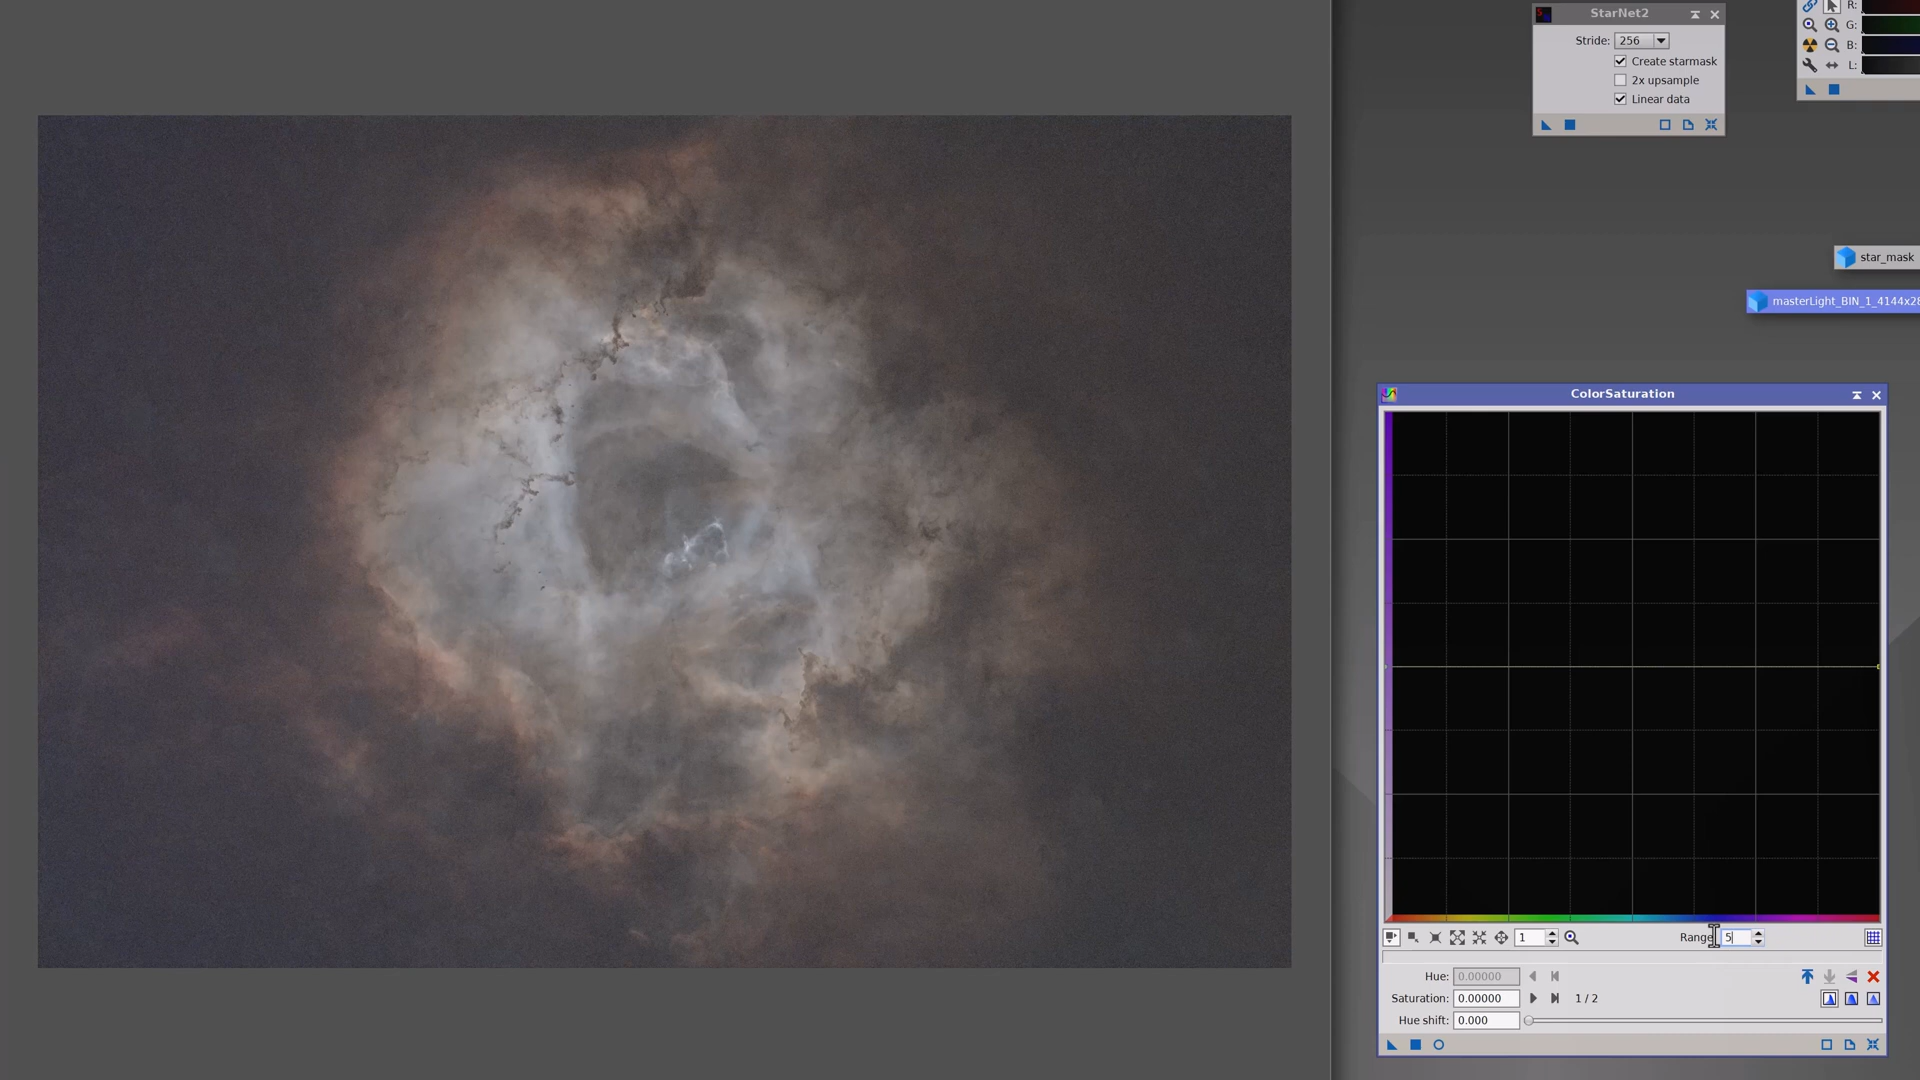 StarNet2
Stride: 256
Create starmask
2x upsample
Linear data
R:
G:
B:
L:
star_mask
masterLight_BIN_1_4144x28
ColorSaturation
1
Range 5
Hue: 0.00000
Saturation: 0.00000 1 / 2
Hue shift: 0.000